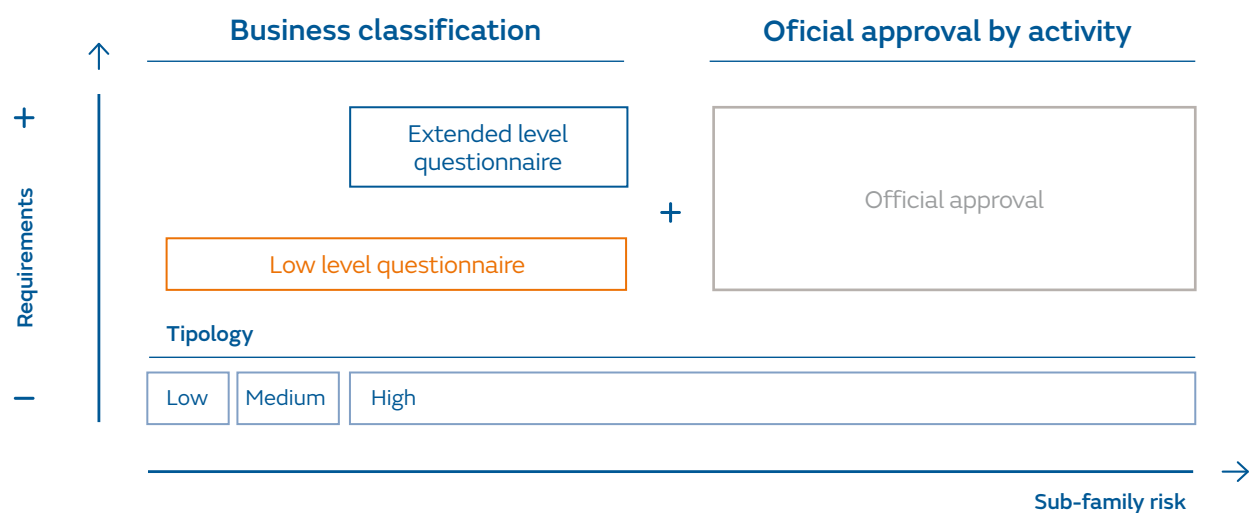 Business classification
Oficial approval by activity
+
Requirements
−
Extended level
questionnaire
Low level questionnaire
+
Official approval
Tipology
Low
Medium
High
Sub-family risk